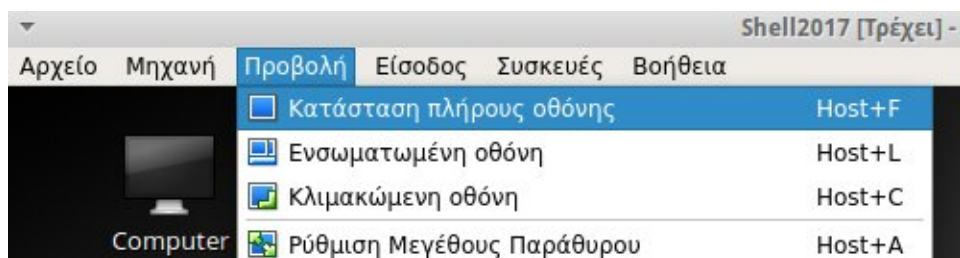 Shell2017 [Τρέχει] -
Αρχείο Μηχανή Προβολή Είσοδος Συσκευές Βοήθεια
Κατάσταση πλήρους οθόνης Host+F
Ενσωματωμένη οθόνη Host+L
Κλιμακώμενη οθόνη Host+C
Computer
Ρύθμιση Μεγέθους Παράθυρου Host+A